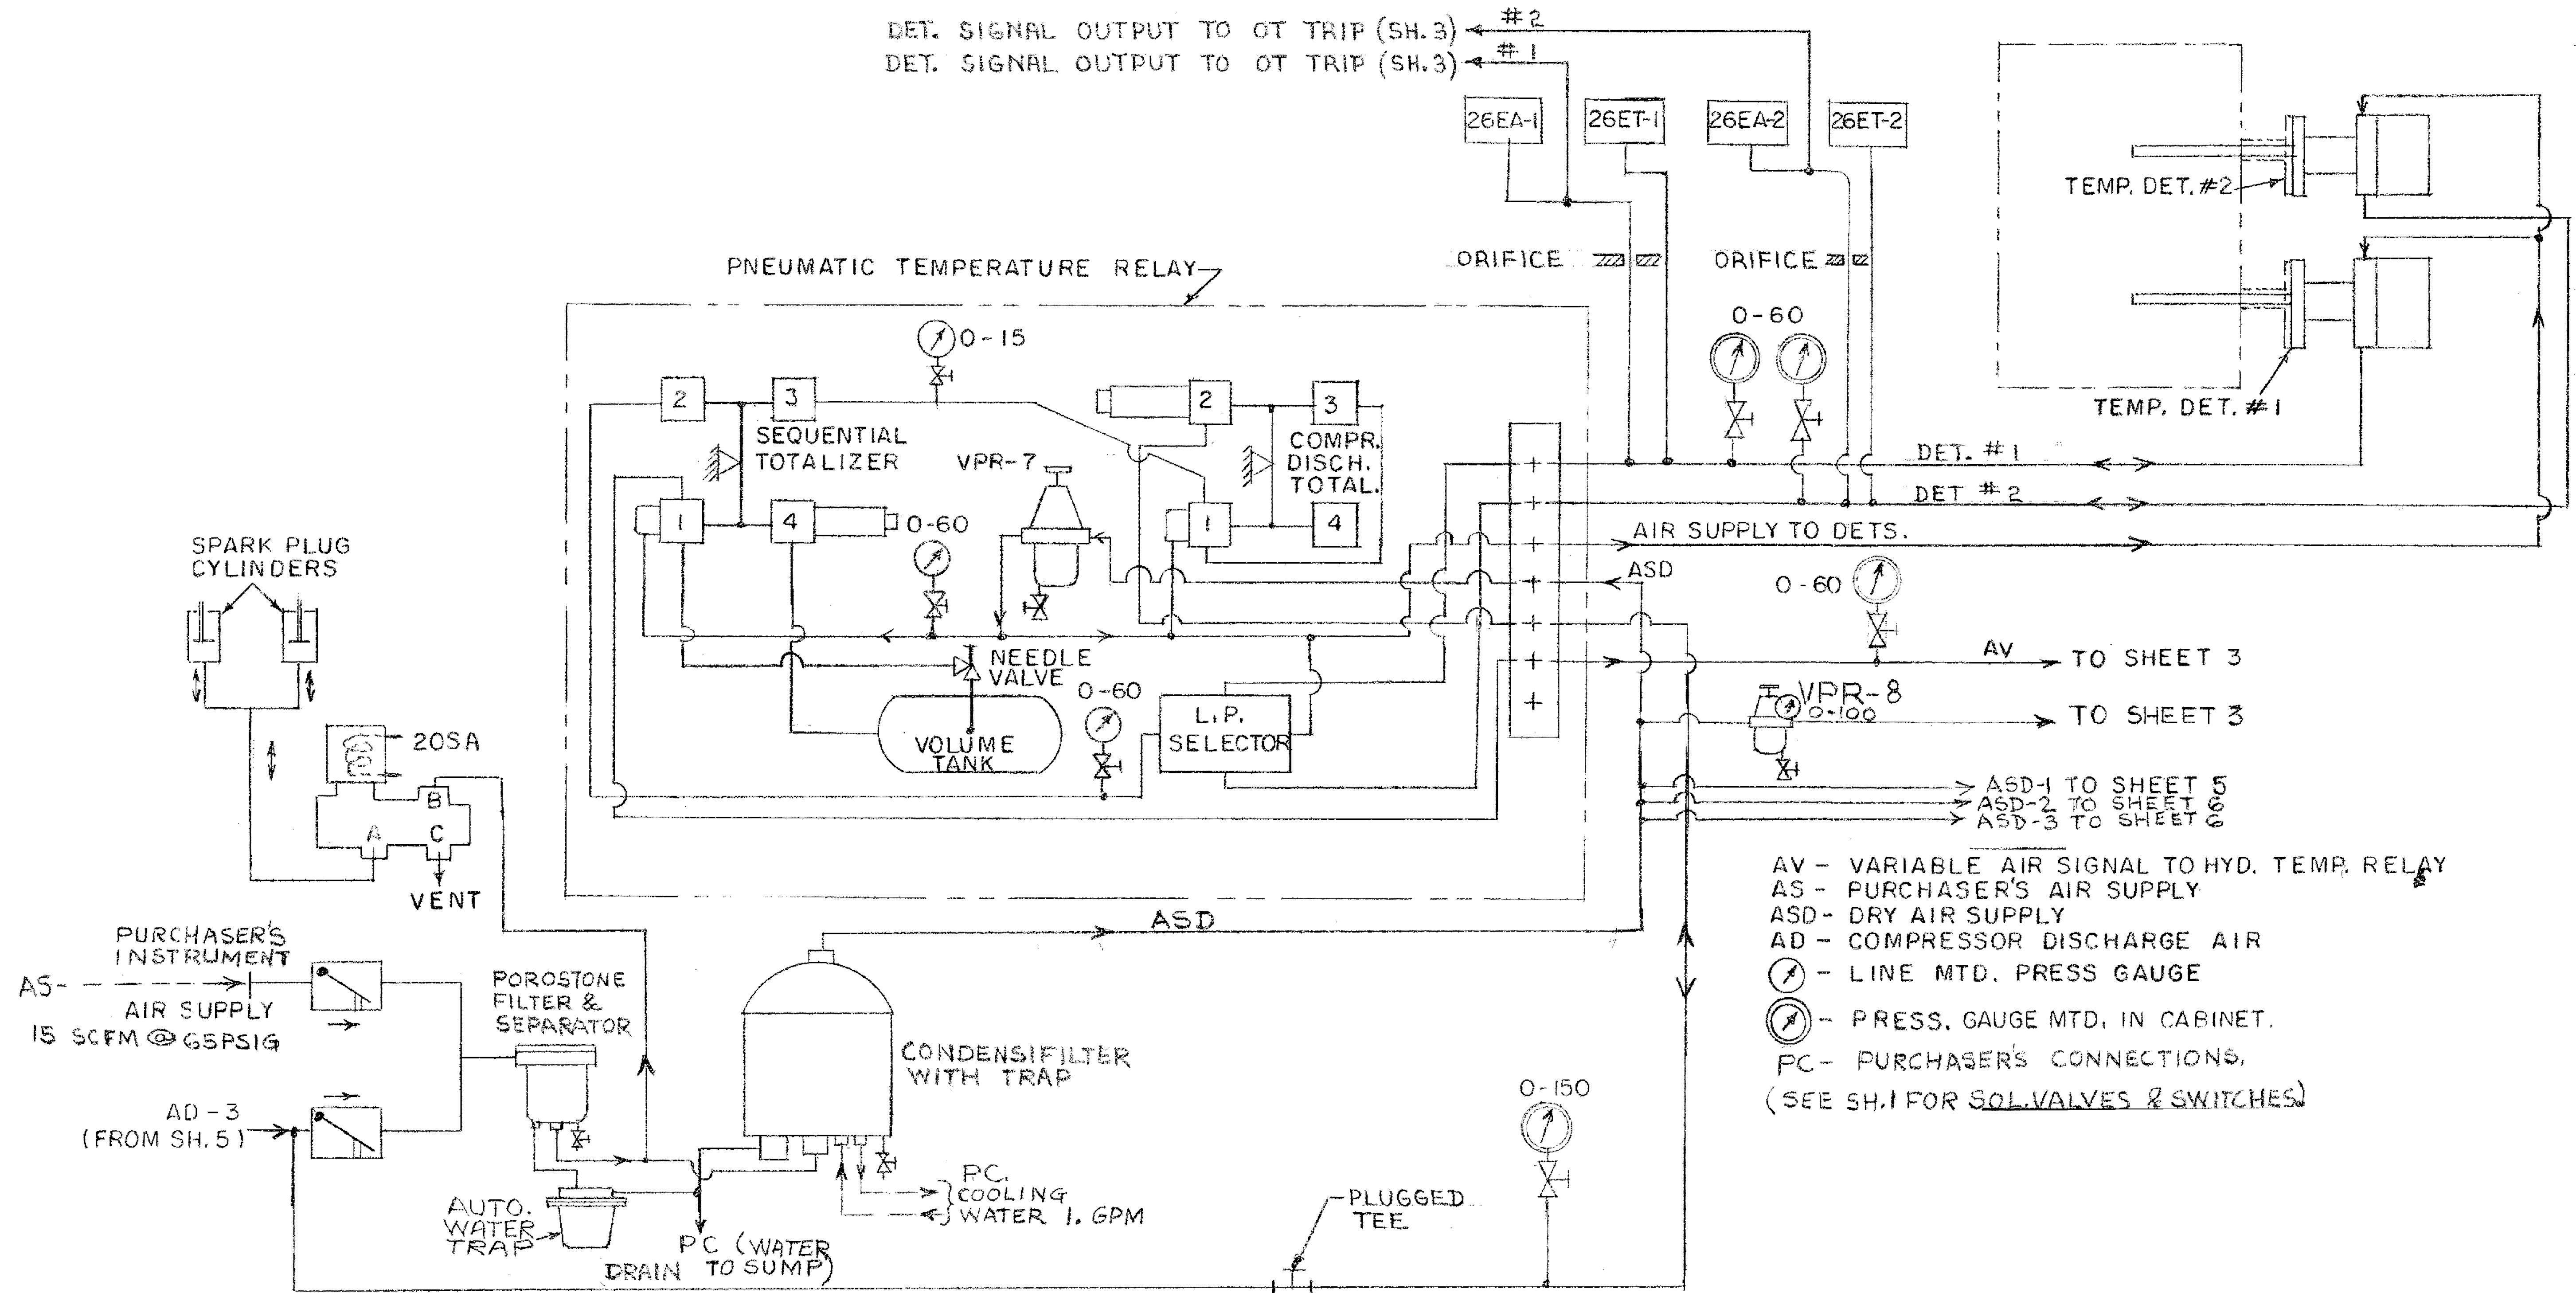 DET. SIGNAL OUTPUT TO OT TRIP (SH.3) #2
DET. SIGNAL OUTPUT TO OT TRIP (SH.3) #1
26EA-1
26ET-1
26EA-2
26ET-2
TEMP. DET. #2
ORIFICE
ORIFICE
PNEUMATIC TEMPERATURE RELAY
0-60
0-15
TEMP. DET. #1
2
3
2
3
SEQUENTIAL
TOTALIZER
VPR-7
COMPR.
DISCH.
TOTAL.
DET. #1
DET #2
1
4
0-60
1
4
AIR SUPPLY TO DETS.
SPARK PLUG
CYLINDERS
ASD
0-60
NEEDLE
VALVE
AV
TO SHEET 3
0-60
VPR-8
0-100
TO SHEET 3
L.P.
SELECTOR
VOLUME
TANK
20SA
B
A
C
VENT
ASD-1 TO SHEET 5
ASD-2 TO SHEET 6
ASD-3 TO SHEET 6
AV - VARIABLE AIR SIGNAL TO HYD. TEMP. RELAY
AS - PURCHASER'S AIR SUPPLY
ASD - DRY AIR SUPPLY
AD - COMPRESSOR DISCHARGE AIR
- LINE MTD. PRESS GAUGE
- PRESS. GAUGE MTD. IN CABINET.
PC - PURCHASER'S CONNECTIONS.
(SEE SH.1 FOR SOL.VALVES & SWITCHES)
ASD
PURCHASER'S
INSTRUMENT
AS-
AIR SUPPLY
15 SCFM @ 65PSIG
POROSTONE
FILTER &
SEPARATOR
CONDENSIFILTER
WITH TRAP
AD-3
(FROM SH.5)
0-150
PC.
COOLING
WATER 1. GPM
AUTO.
WATER
TRAP
PLUGGED
TEE
PC (WATER
DRAIN TO SUMP)